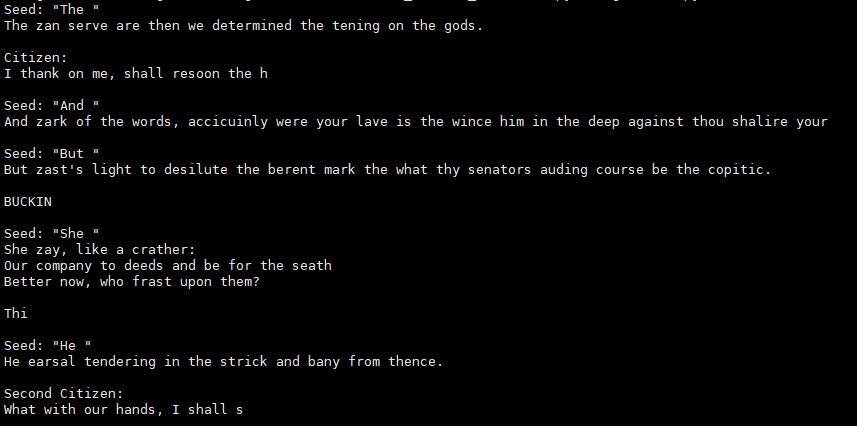 Seed: "The "
The zan serve are then we determined the tening on the gods.
Citizen:
I thank on me, shall resoon the h
Seed: "And "
And zark of the words, accicuinly were your lave is the wince him in the deep against thou shalire your
Seed: "But "
But zast's light to desilute the berent mark the what thy senators auding course be the copitic.
BUCKIN
Seed: "She "
She zay, like a crather:
Our company to deeds and be for the seath
Better now, who frast upon them?
Thi
Seed: "He "
He earsal tendering in the strick and bany from thence.
Second Citizen:
What with our hands, I shall s